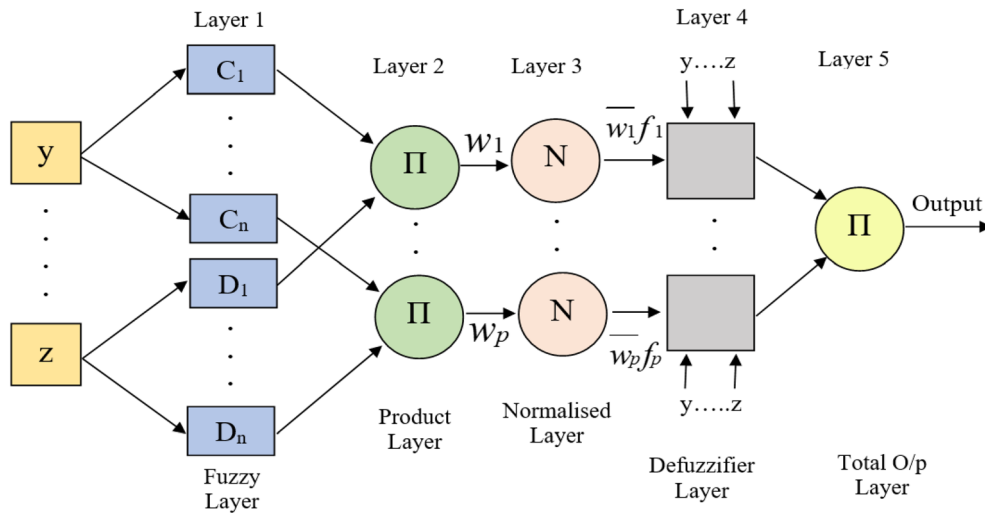 Layer 1
Layer 2
Layer 3
Layer 4
Layer 5
y
z
C₁
Cₙ
D₁
Dₙ
Fuzzy
Layer
Π
Π
Product
Layer
w₁
wₚ
N
N
Normalised
Layer
w̅₁f₁
w̅ₚfₚ
y....z
y.....z
Defuzzifier
Layer
Π
Total O/p
Layer
Output